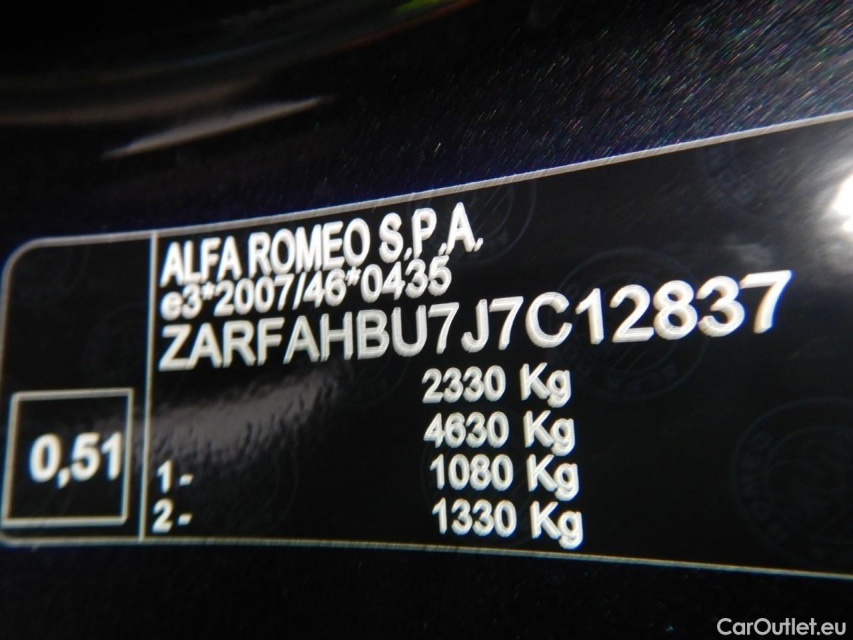 ALFA ROMEO S.P.A.
e3*2007/46*0435
ZARFAHBU7J7C12837
2330 Kg
4630 Kg
0,51
1- 1080 Kg
2- 1330 Kg
CarOutlet.eu